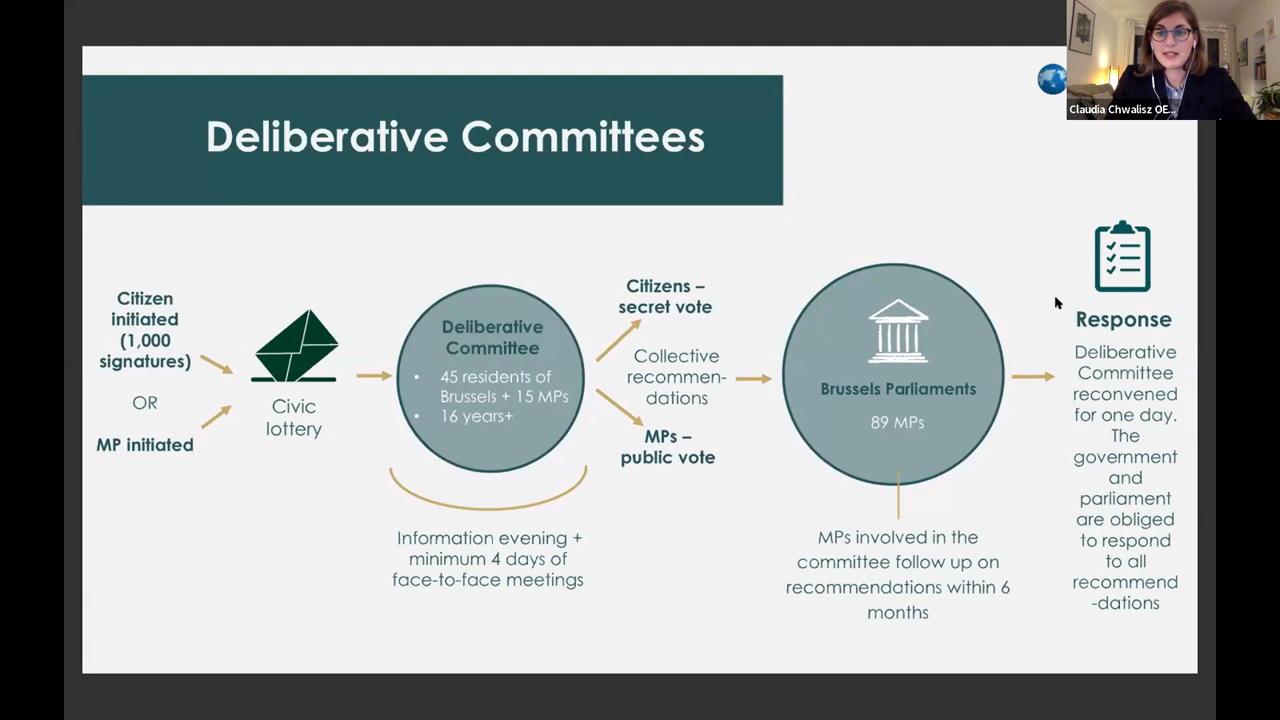 Claudia Chwalisz OE...
Deliberative Committees
Citizen
initiated
(1,000
signatures)
OR
MP initiated
Civic
lottery
Deliberative
Committee
• 45 residents of
Brussels + 15 MPs
• 16 years+
Information evening +
minimum 4 days of
face-to-face meetings
Citizens –
secret vote
Collective
recommen-
dations
MPs –
public vote
Brussels Parliaments
89 MPs
MPs involved in the
committee follow up on
recommendations within 6
months
Response
Deliberative
Committee
reconvened
for one day.
The
government
and
parliament
are obliged
to respond
to all
recommend
-dations